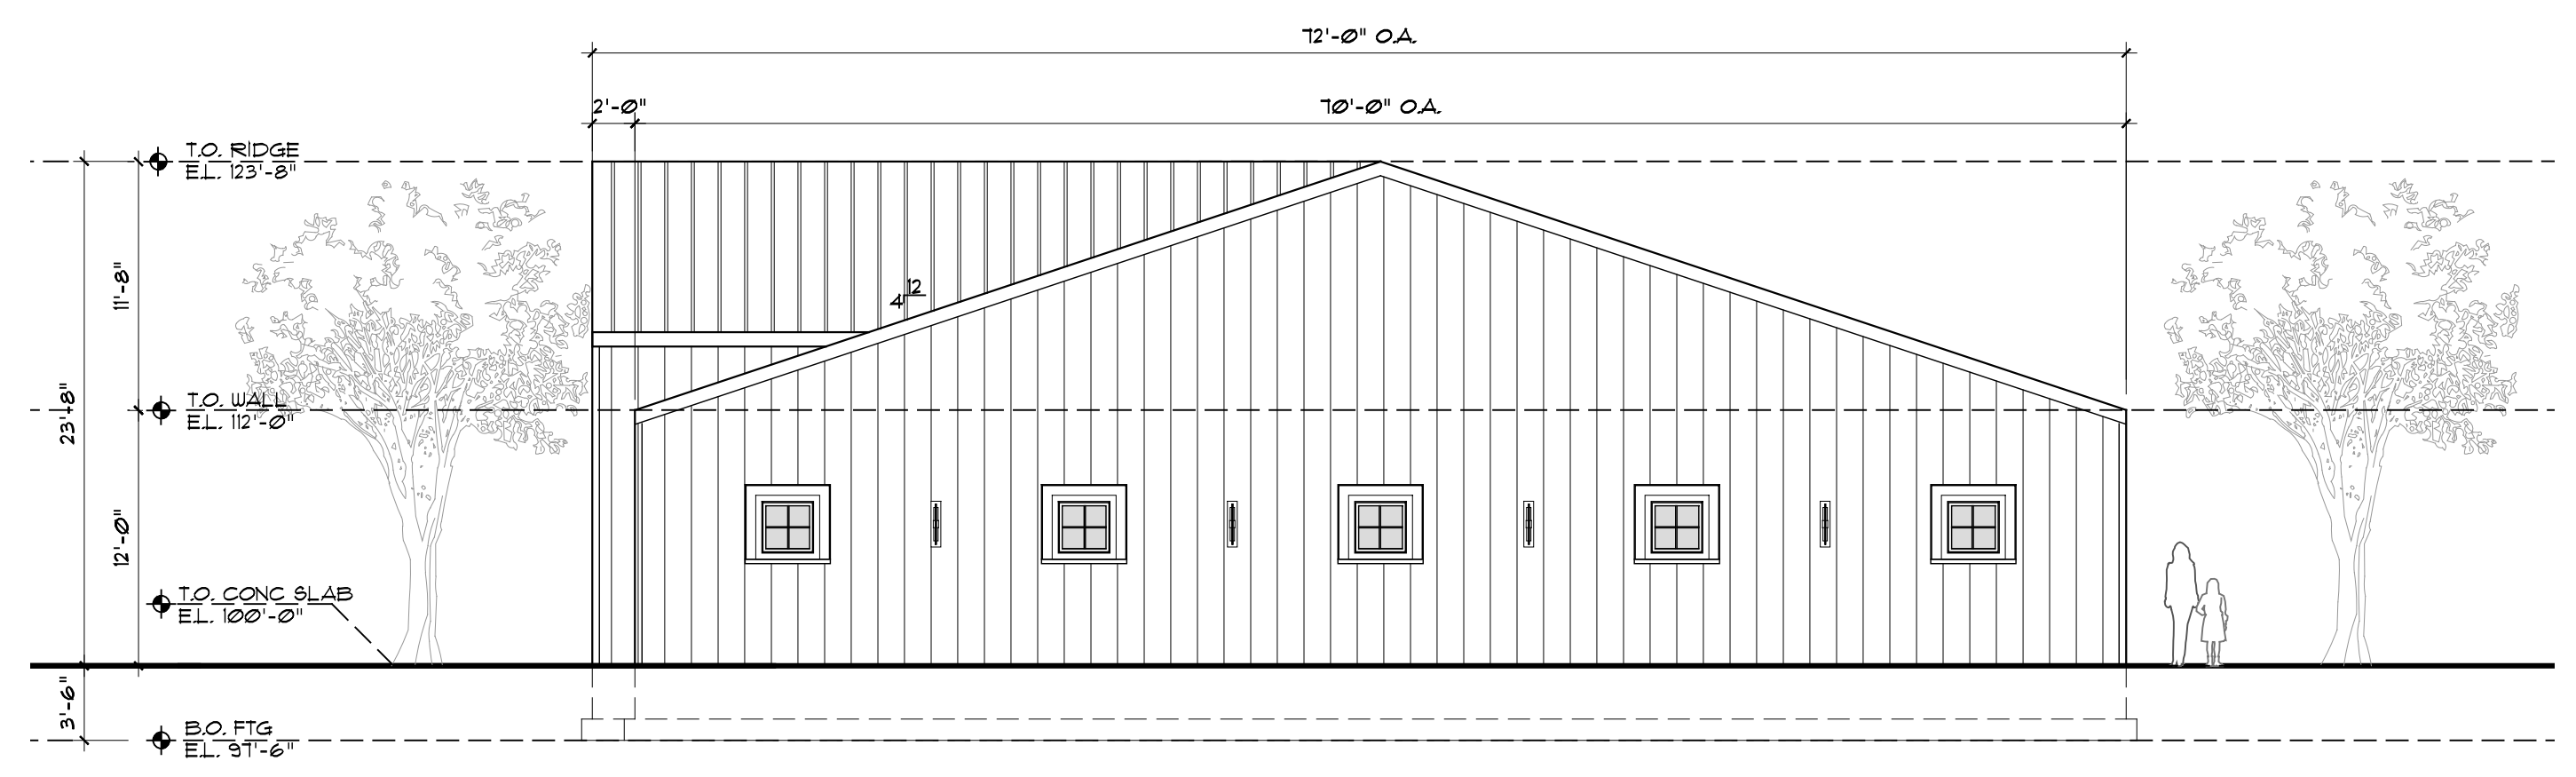 72'-0" O.A.
2'-0"
70'-0" O.A.
T.O. RIDGE
EL. 123'-8"
11'-8"
12
4
23'-8"
T.O. WALL
EL. 112'-0"
12'-0"
T.O. CONC SLAB
EL. 100'-0"
3'-6"
B.O. FTG
EL. 97'-6"